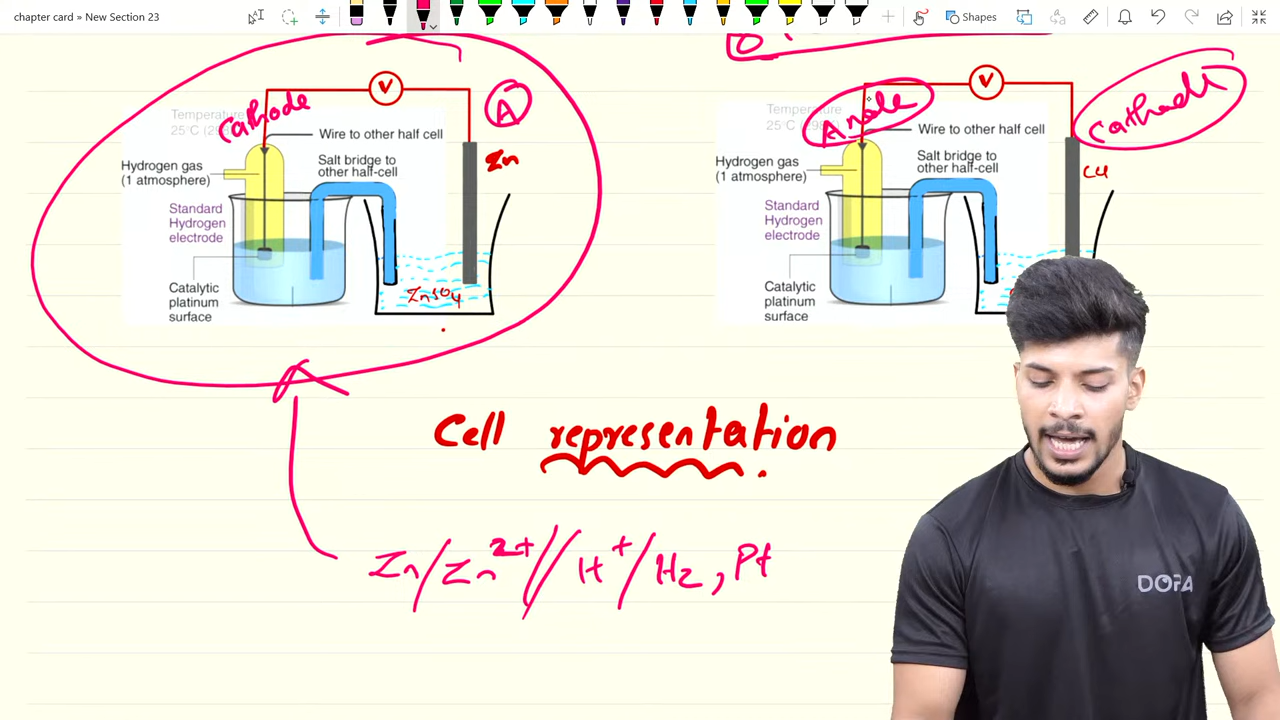 chapter card » New Section 23
Shapes
Cathode
V
A
Temperature
25°C
Wire to other half cell
Zn
Hydrogen gas
(1 atmosphere)
Salt bridge to
other half-cell
Standard
Hydrogen
electrode
Catalytic
platinum
surface
ZnSO4
Anode
V
Cathode
Temperature
25°C
Wire to other half cell
Cu
Hydrogen gas
(1 atmosphere)
Salt bridge to
other half-cell
Standard
Hydrogen
electrode
Catalytic
platinum
surface
Cell representation
Zn/Zn²⁺//H⁺/H₂, Pt